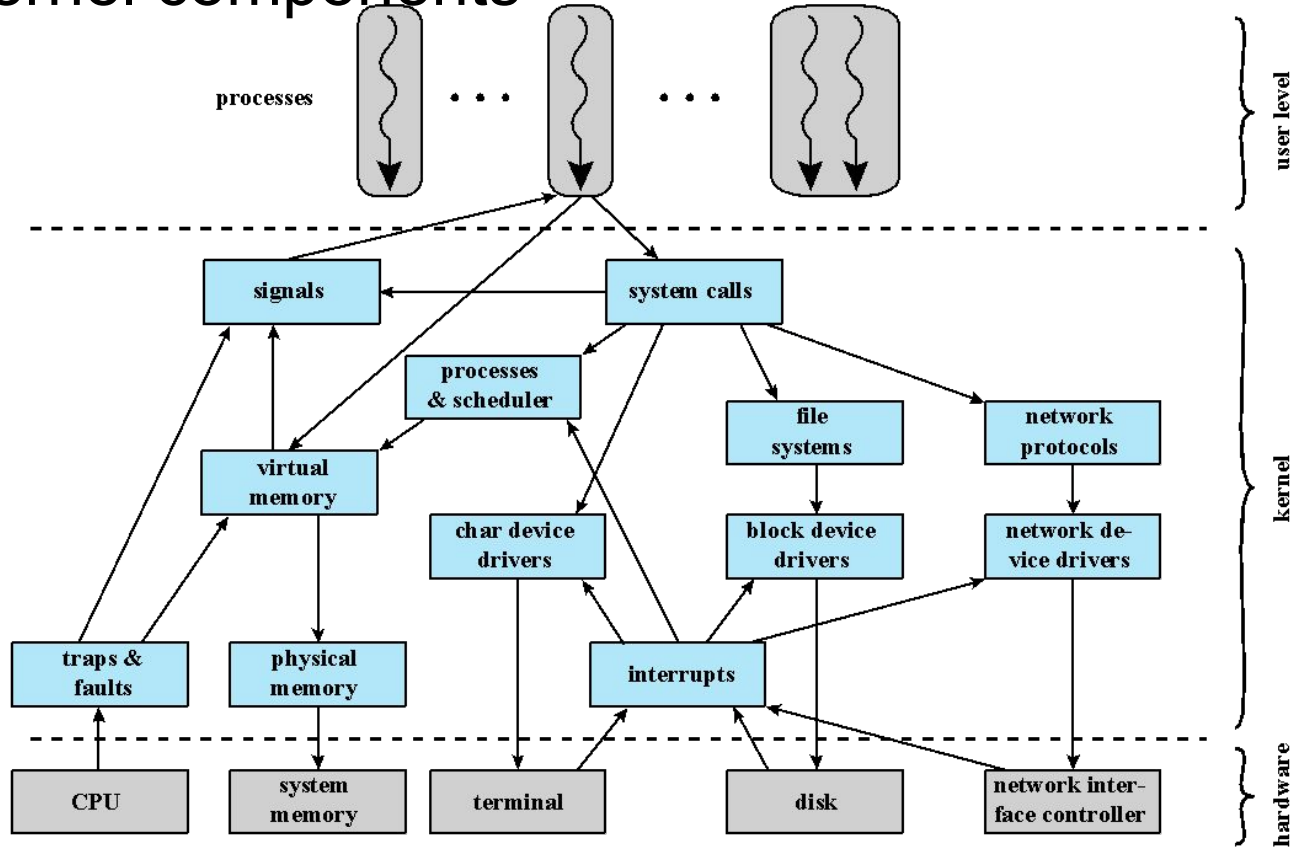 components
processes
user level
signals
system calls
processes
& scheduler
file
systems
network
protocols
virtual
memory
char device
drivers
block device
drivers
network de-
vice drivers
kernel
traps &
faults
physical
memory
interrupts
CPU
system
memory
terminal
disk
network inter-
face controller
hardware